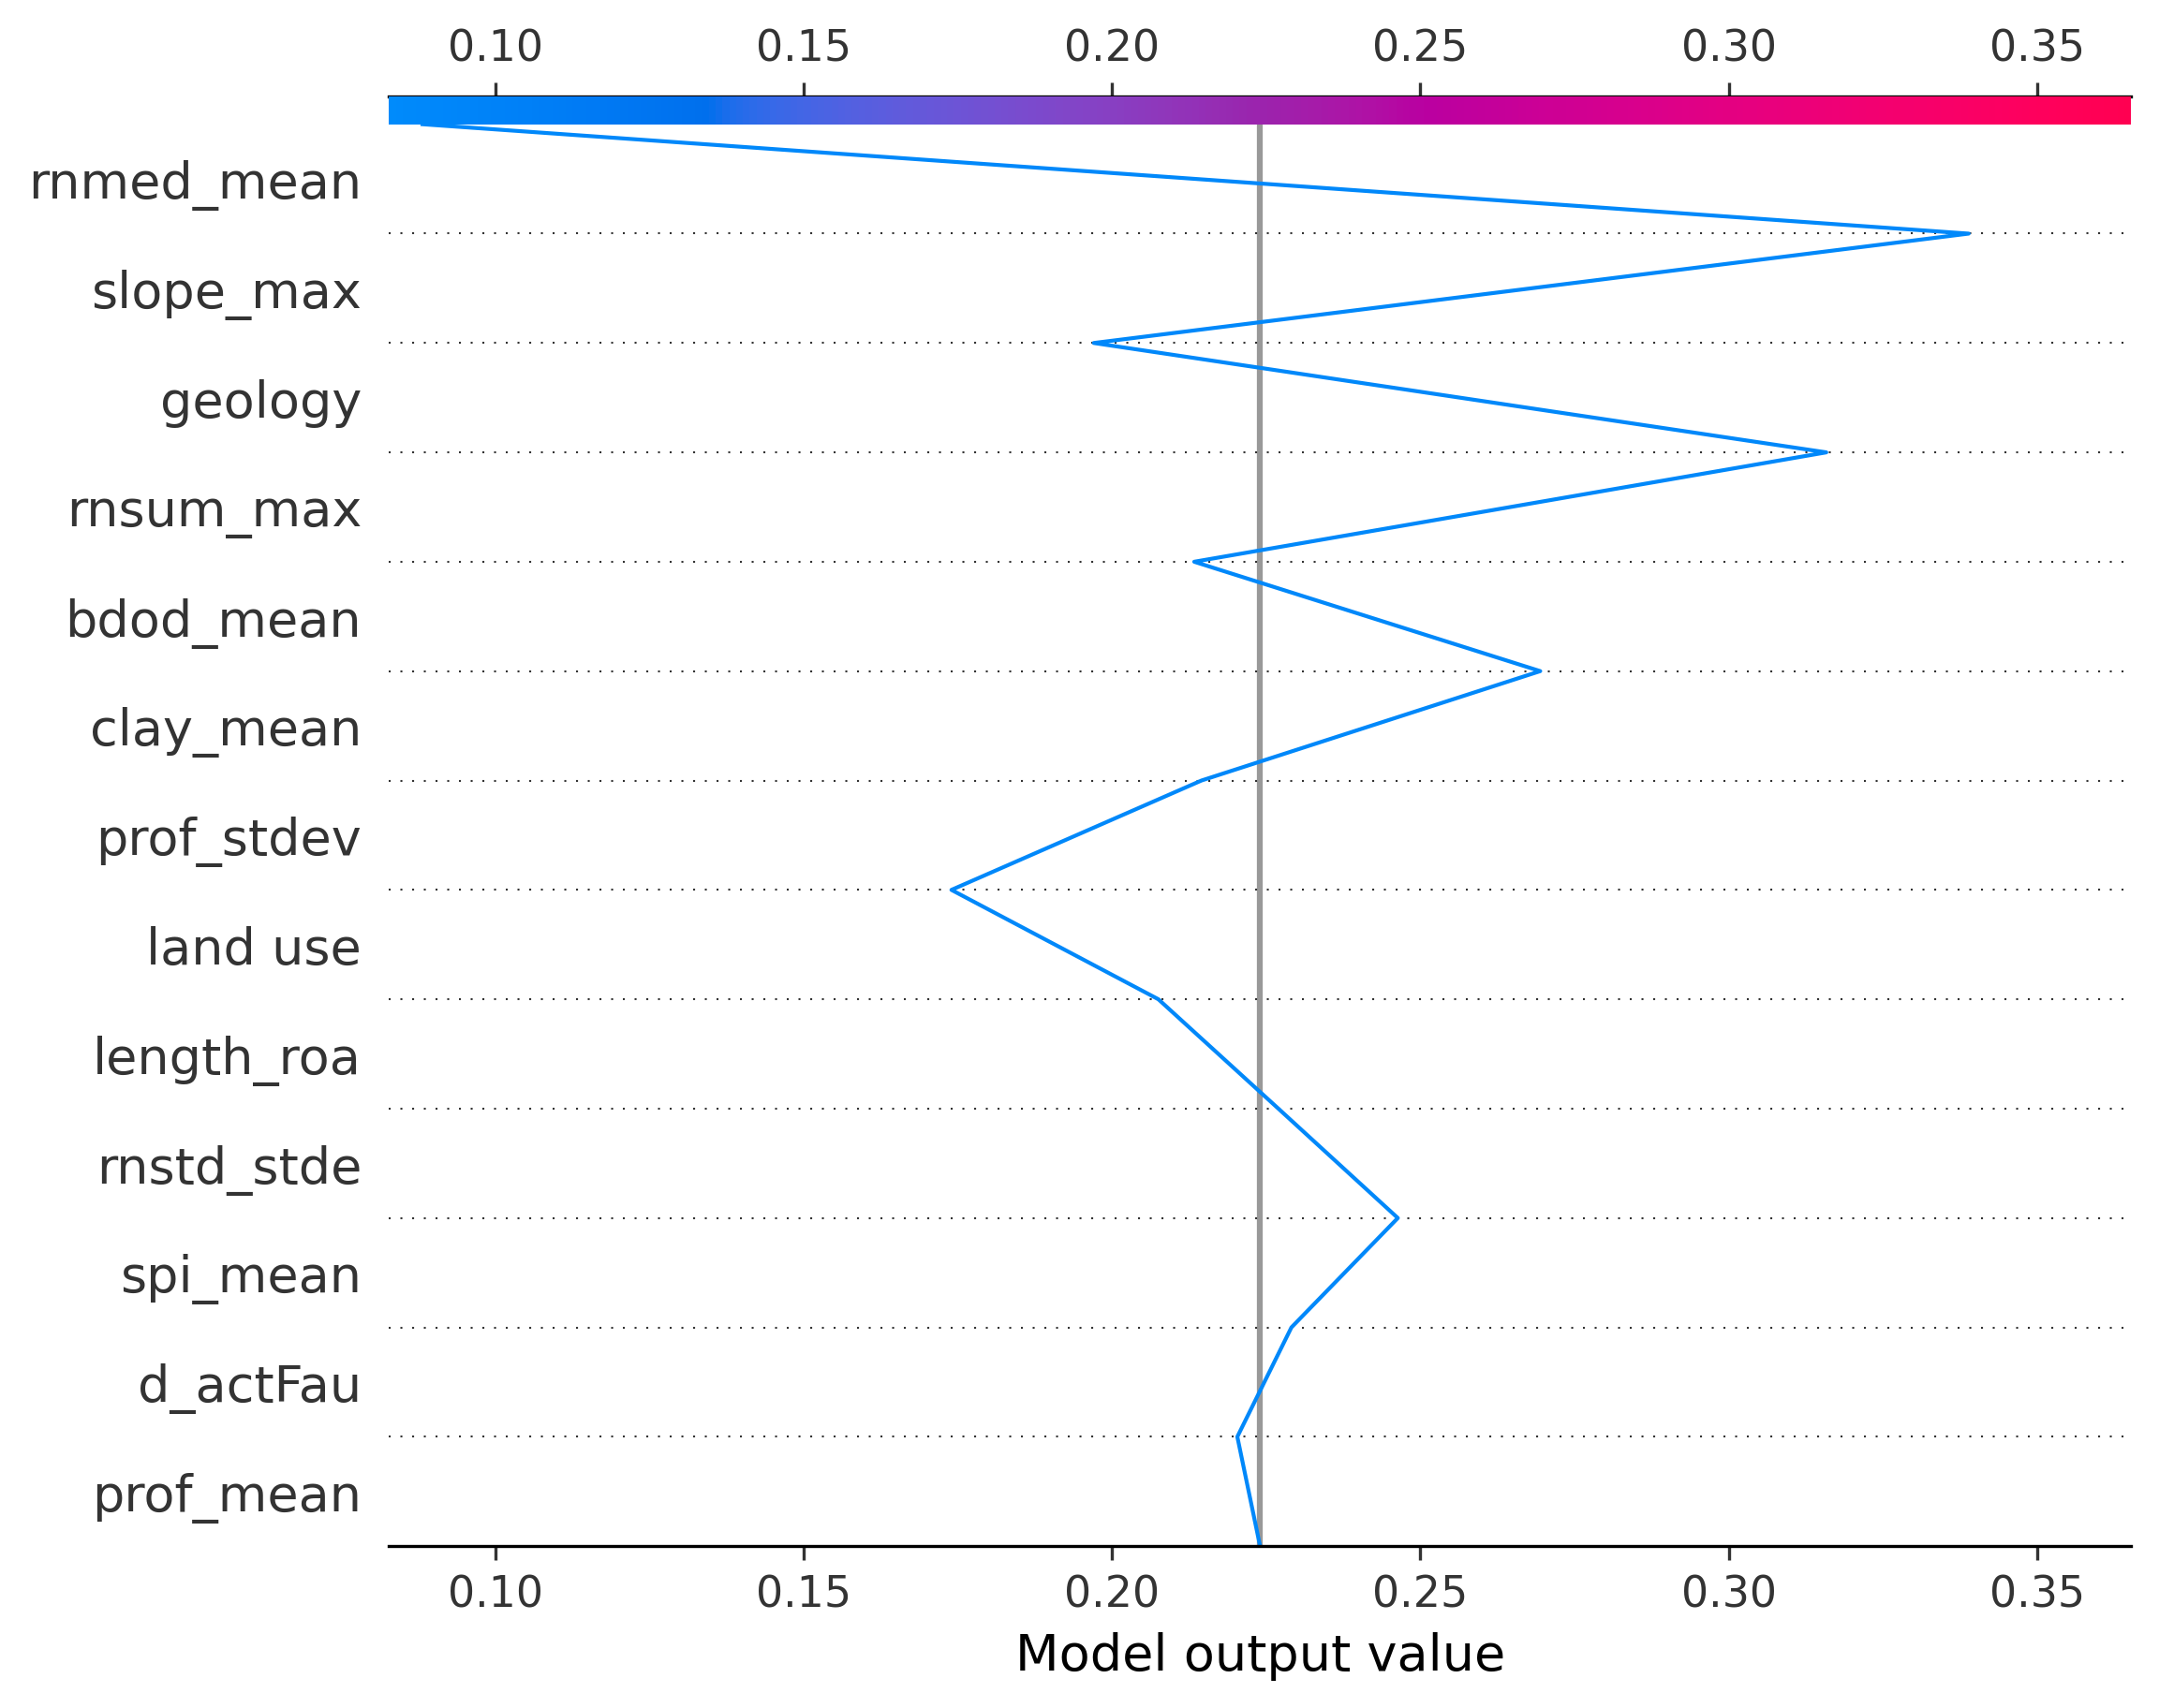 0.10 0.15 0.20 0.25 0.30 0.35
rnmed_mean
slope_max
geology
rnsum_max
bdod_mean
clay_mean
prof_stdev
land use
length_roa
rnstd_stde
spi_mean
d_actFau
prof_mean
0.10 0.15 0.20 0.25 0.30 0.35
Model output value